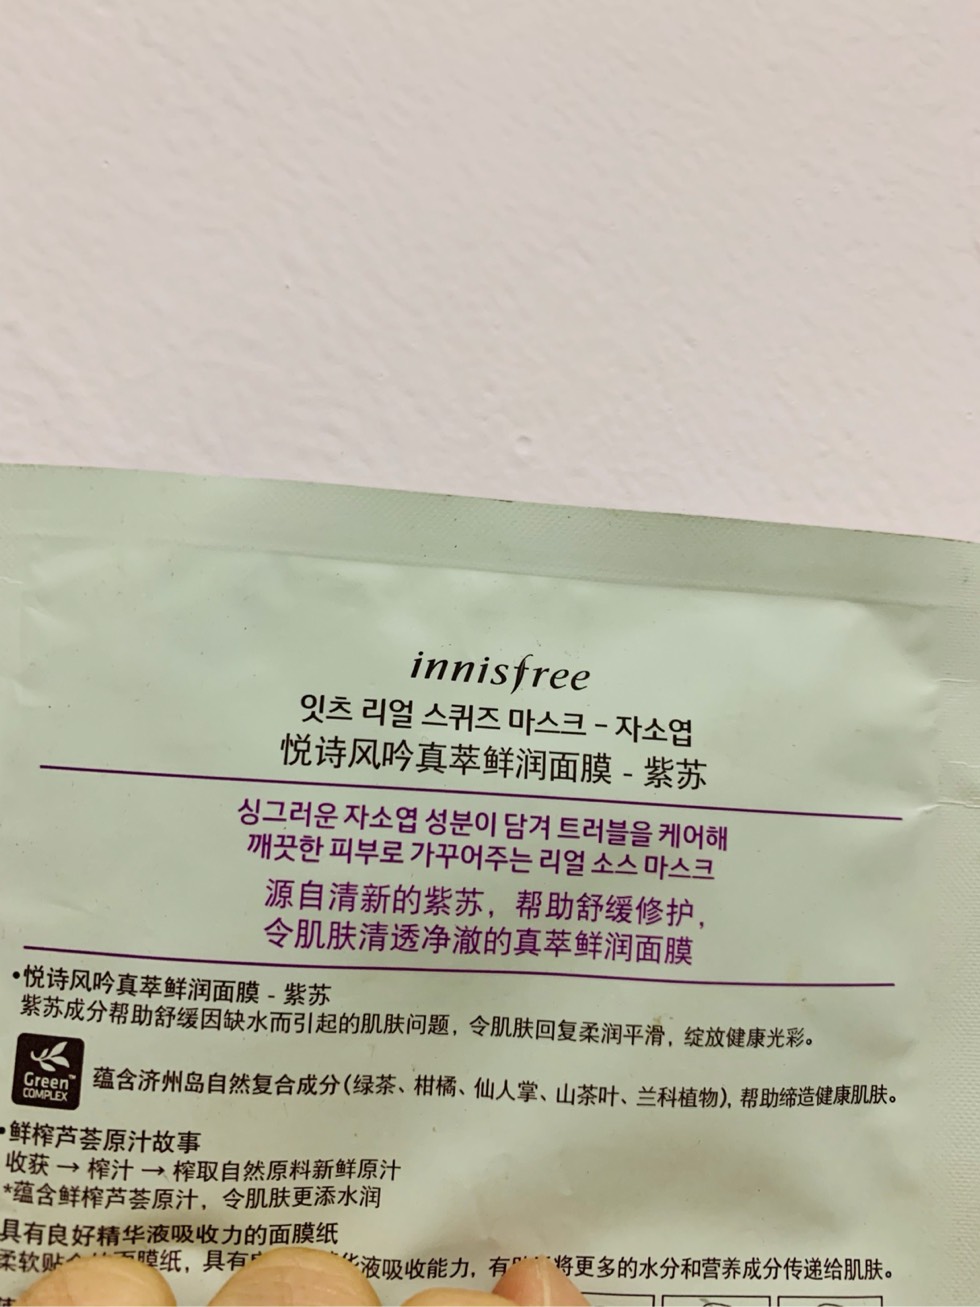 innisfree
잇츠 리얼 스퀴즈 마스크 - 자소엽
悦诗风吟真萃鲜润面膜 - 紫苏
싱그러운 자소엽 성분이 담겨 트러블을 케어해
깨끗한 피부로 가꾸어주는 리얼 소스 마스크
源自清新的紫苏，帮助舒缓修护，
令肌肤清透净澈的真萃鲜润面膜
•悦诗风吟真萃鲜润面膜 - 紫苏
紫苏成分帮助舒缓因缺水而引起的肌肤问题，令肌肤回复柔润平滑，绽放健康光彩。
Green™
COMPLEX
蕴含济州岛自然复合成分(绿茶、柑橘、仙人掌、山茶叶、兰科植物)，帮助缔造健康肌肤。
•鲜榨芦荟原汁故事
收获 → 榨汁 → 榨取自然原料新鲜原汁
*蕴含鲜榨芦荟原汁，令肌肤更添水润
具有良好精华液吸收力的面膜纸
柔软贴 面膜纸，具有 华液吸收能力，有 将更多的水分和营养成分传递给肌肤。